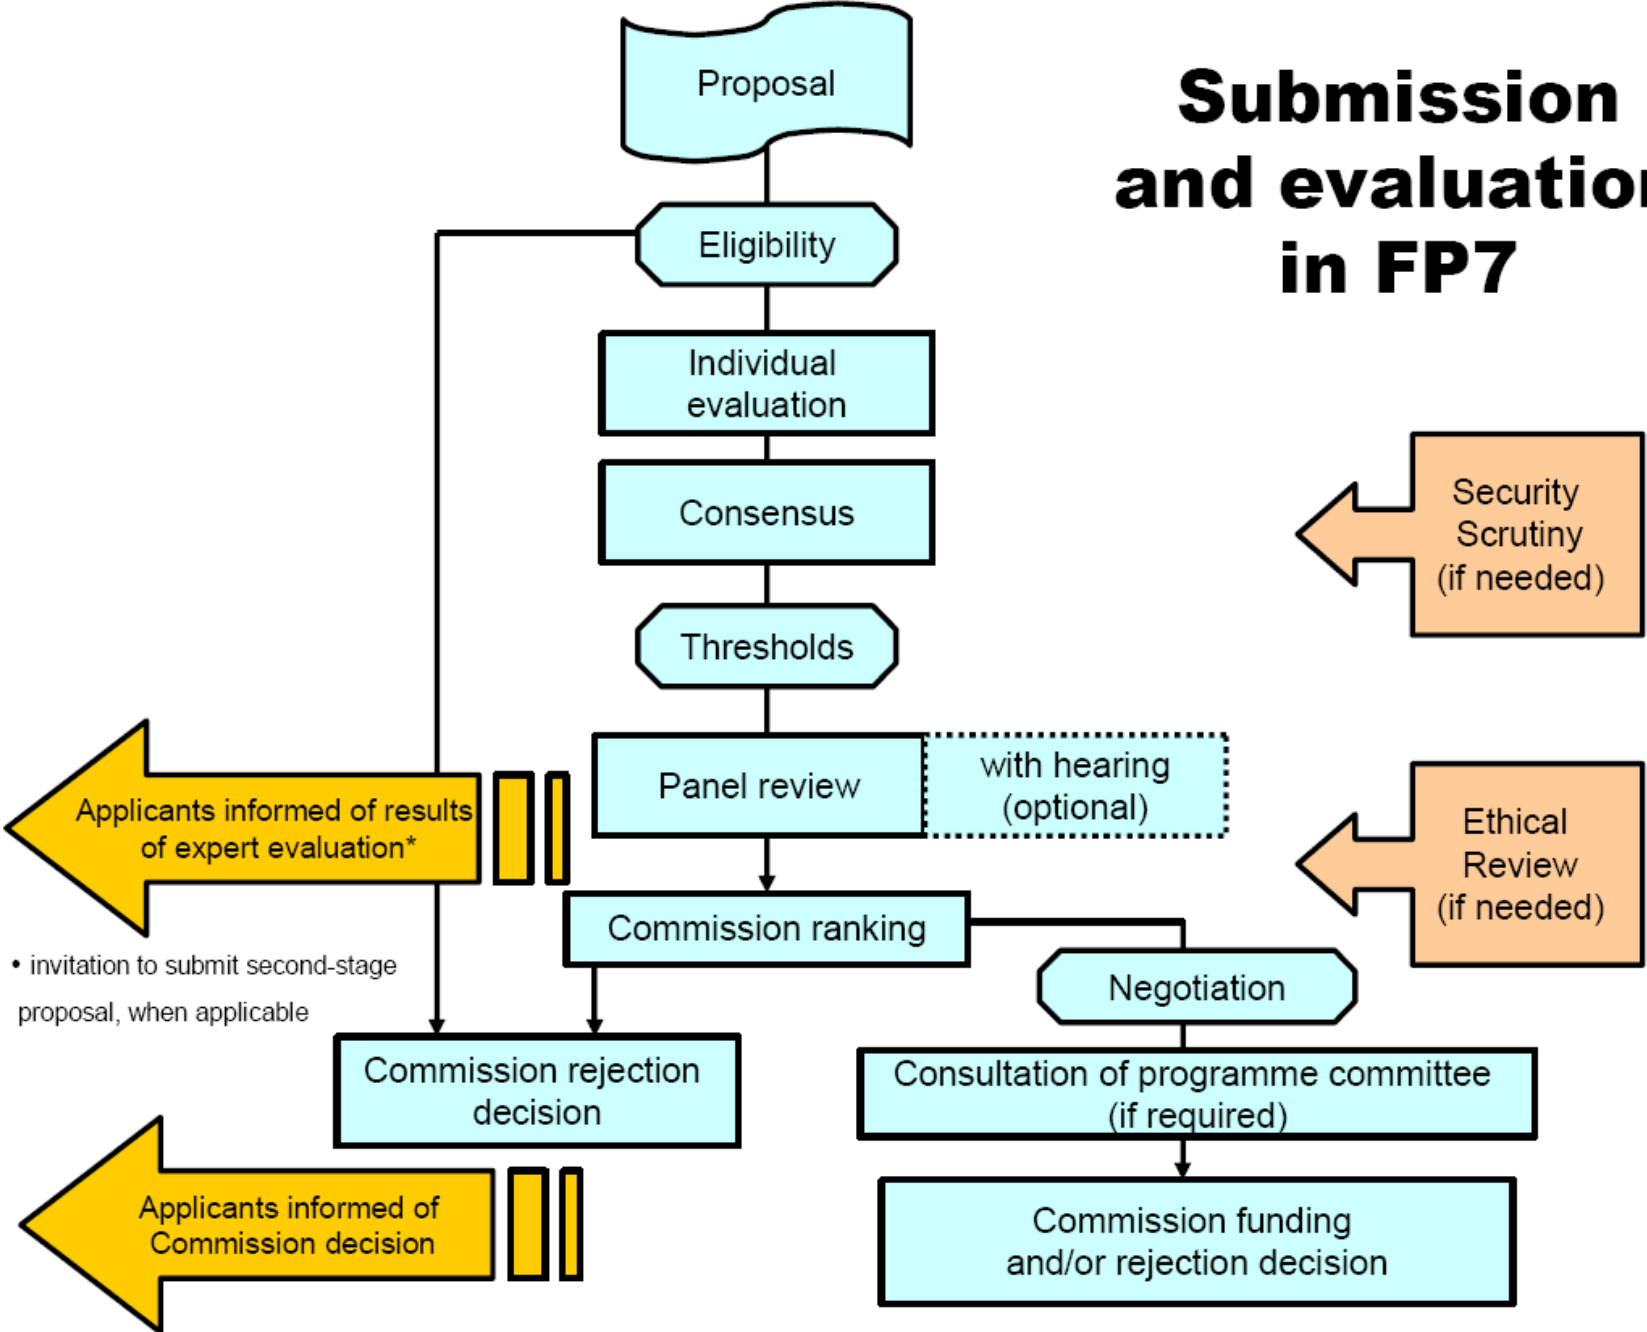 Proposal
Submission
and evaluation
in FP7
Eligibility
Individual
evaluation
Consensus
Security
Scrutiny
(if needed)
Thresholds
Panel review
with hearing
(optional)
Applicants informed of results
of expert evaluation*
Ethical
Review
(if needed)
Commission ranking
• invitation to submit second-stage
proposal, when applicable
Negotiation
Commission rejection
decision
Consultation of programme committee
(if required)
Applicants informed of
Commission decision
Commission funding
and/or rejection decision